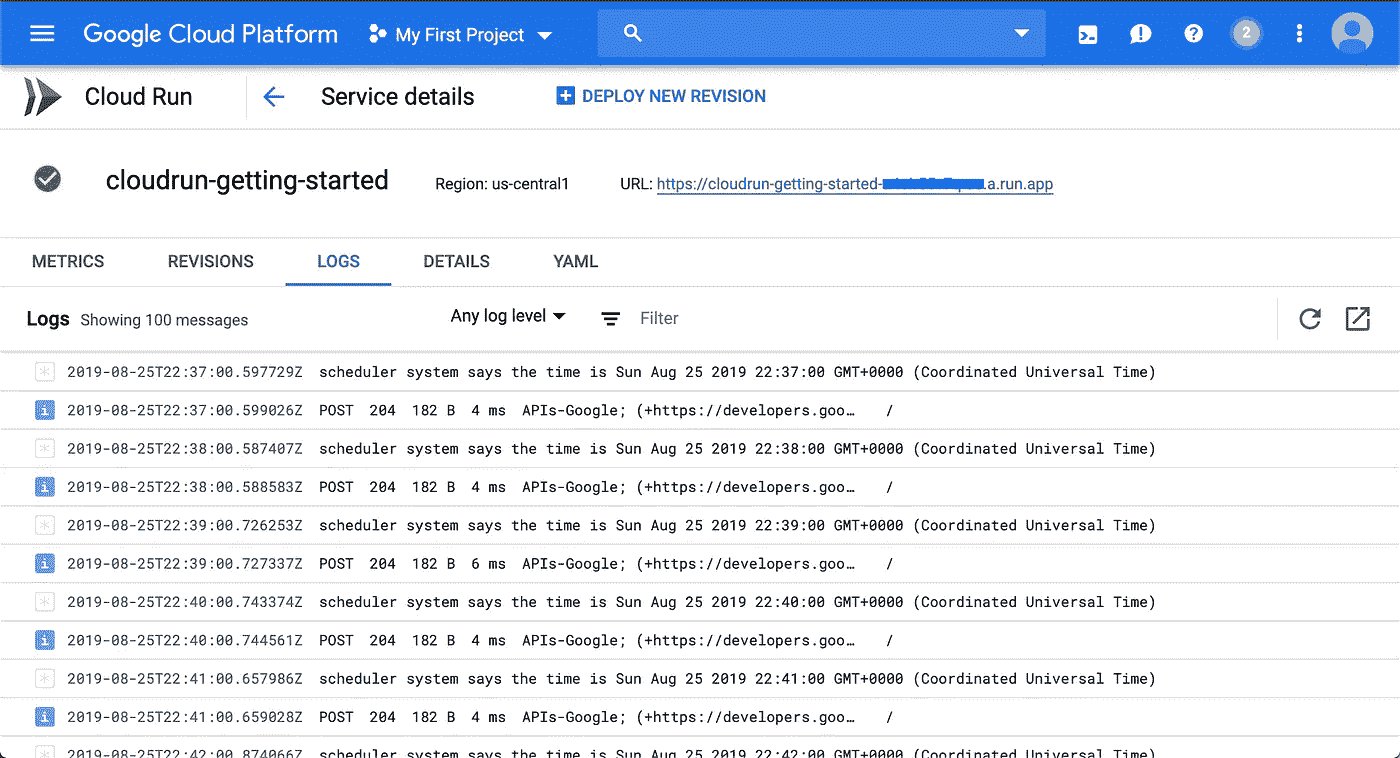 Google Cloud Platform My First Project 2
Cloud Run Service details DEPLOY NEW REVISION
cloudrun-getting-started Region: us-central1 URL: https://cloudrun-getting-started- .a.run.app
METRICS REVISIONS LOGS DETAILS YAML
Logs Showing 100 messages Any log level Filter
2019-08-25T22:37:00.597729Z scheduler system says the time is Sun Aug 25 2019 22:37:00 GMT+0000 (Coordinated Universal Time)
i 2019-08-25T22:37:00.599026Z POST 204 182 B 4 ms APIs-Google; (+https://developers.goo… /
2019-08-25T22:38:00.587407Z scheduler system says the time is Sun Aug 25 2019 22:38:00 GMT+0000 (Coordinated Universal Time)
i 2019-08-25T22:38:00.588583Z POST 204 182 B 4 ms APIs-Google; (+https://developers.goo… /
2019-08-25T22:39:00.726253Z scheduler system says the time is Sun Aug 25 2019 22:39:00 GMT+0000 (Coordinated Universal Time)
i 2019-08-25T22:39:00.727337Z POST 204 182 B 6 ms APIs-Google; (+https://developers.goo… /
2019-08-25T22:40:00.743374Z scheduler system says the time is Sun Aug 25 2019 22:40:00 GMT+0000 (Coordinated Universal Time)
i 2019-08-25T22:40:00.744561Z POST 204 182 B 4 ms APIs-Google; (+https://developers.goo… /
2019-08-25T22:41:00.657986Z scheduler system says the time is Sun Aug 25 2019 22:41:00 GMT+0000 (Coordinated Universal Time)
i 2019-08-25T22:41:00.659028Z POST 204 182 B 4 ms APIs-Google; (+https://developers.goo… /
2019-08-25T22:42:00.874066Z scheduler system says the time is Sun Aug 25 2019 22:42:00 GMT+0000 (Coordinated Universal Time)